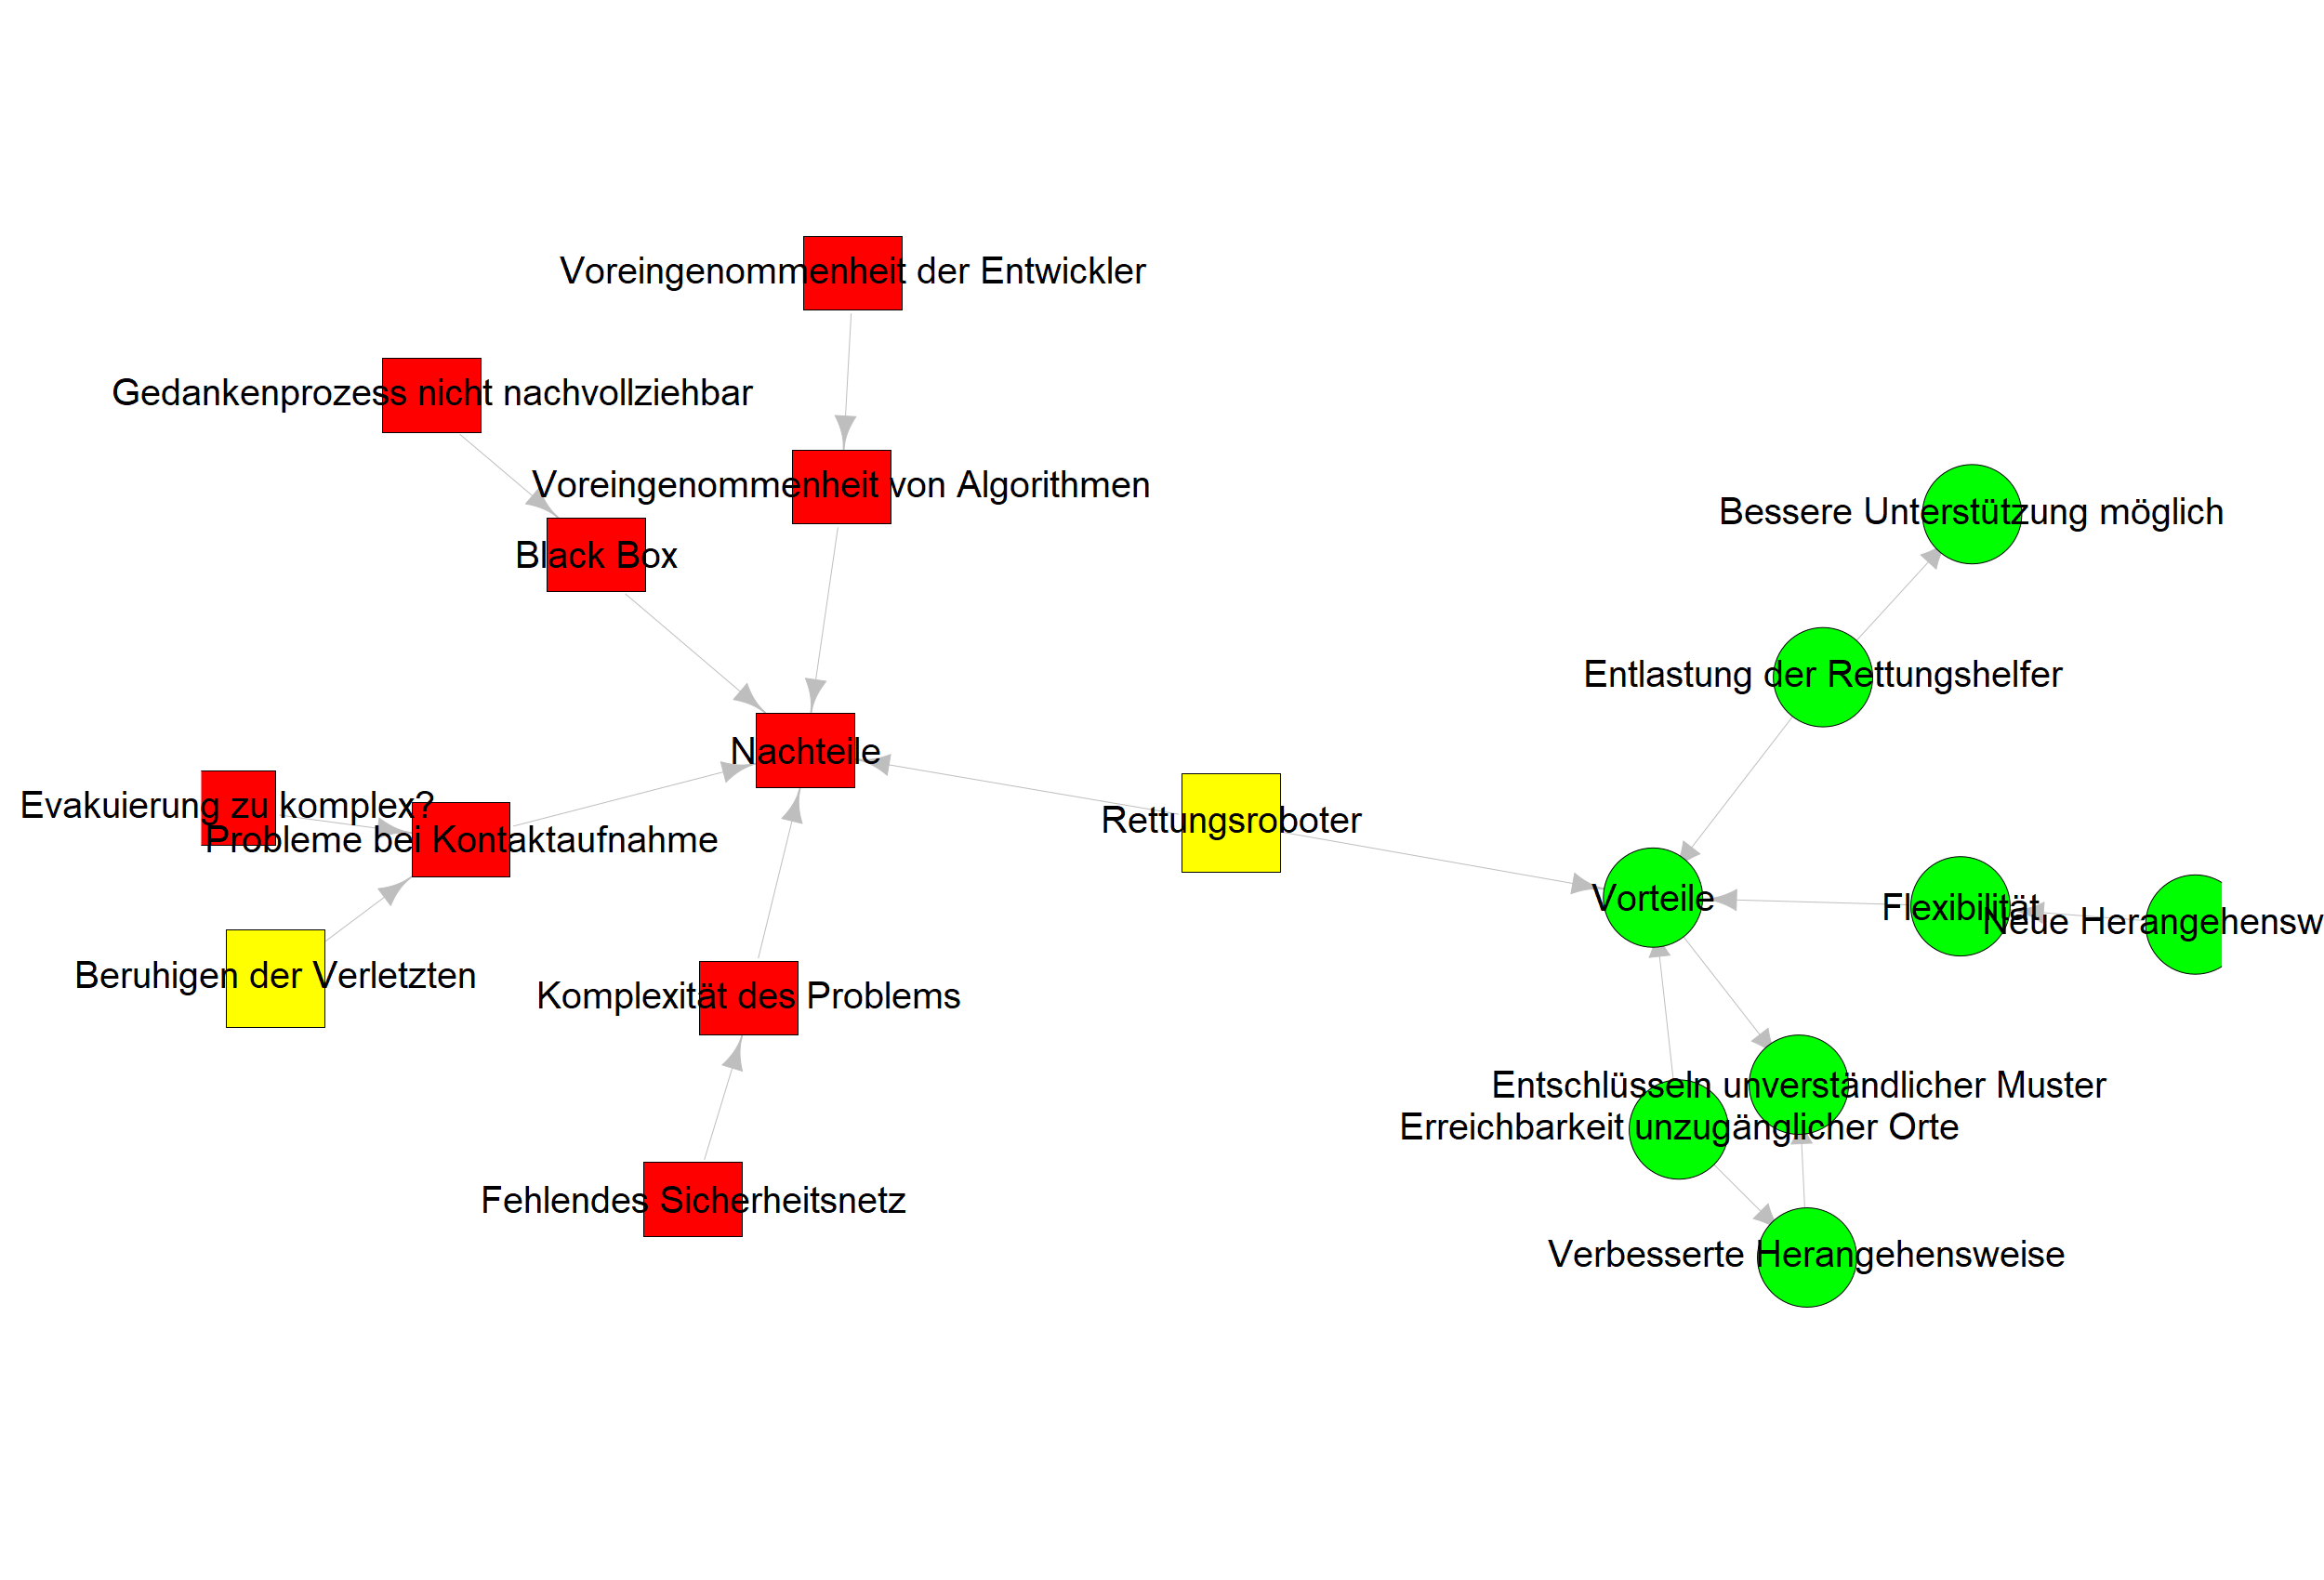 Voreingenommenheit der Entwickler
Gedankenprozess nicht nachvollziehbar
Voreingenommenheit von Algorithmen
Bessere Unterstützung möglich
Black Box
Entlastung der Rettungshelfer
Nachteile
Evakuierung zu komplex?
Rettungsroboter
Probleme bei Kontaktaufnahme
Vorteile
Flexibilität
Neue Herangehensw
Beruhigen der Verletzten
Komplexität des Problems
Entschlüsseln unverständlicher Muster
Erreichbarkeit unzugänglicher Orte
Fehlendes Sicherheitsnetz
Verbesserte Herangehensweise